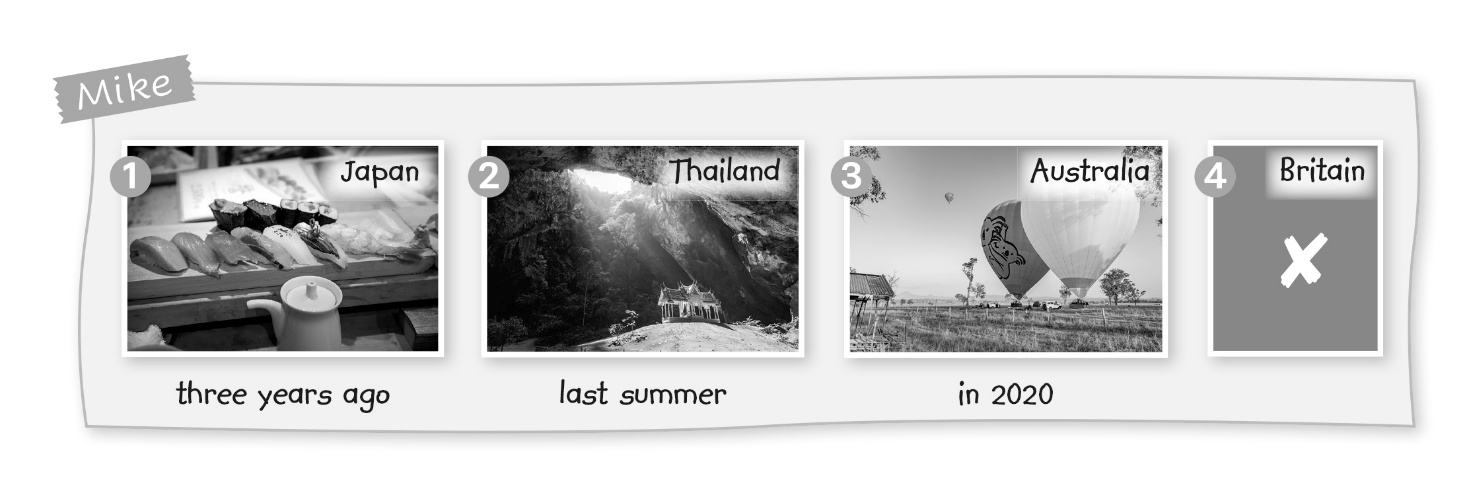 Mike
1
Japan
2
Thailand
3
Australia
4
Britain
three years ago
last summer
in 2020